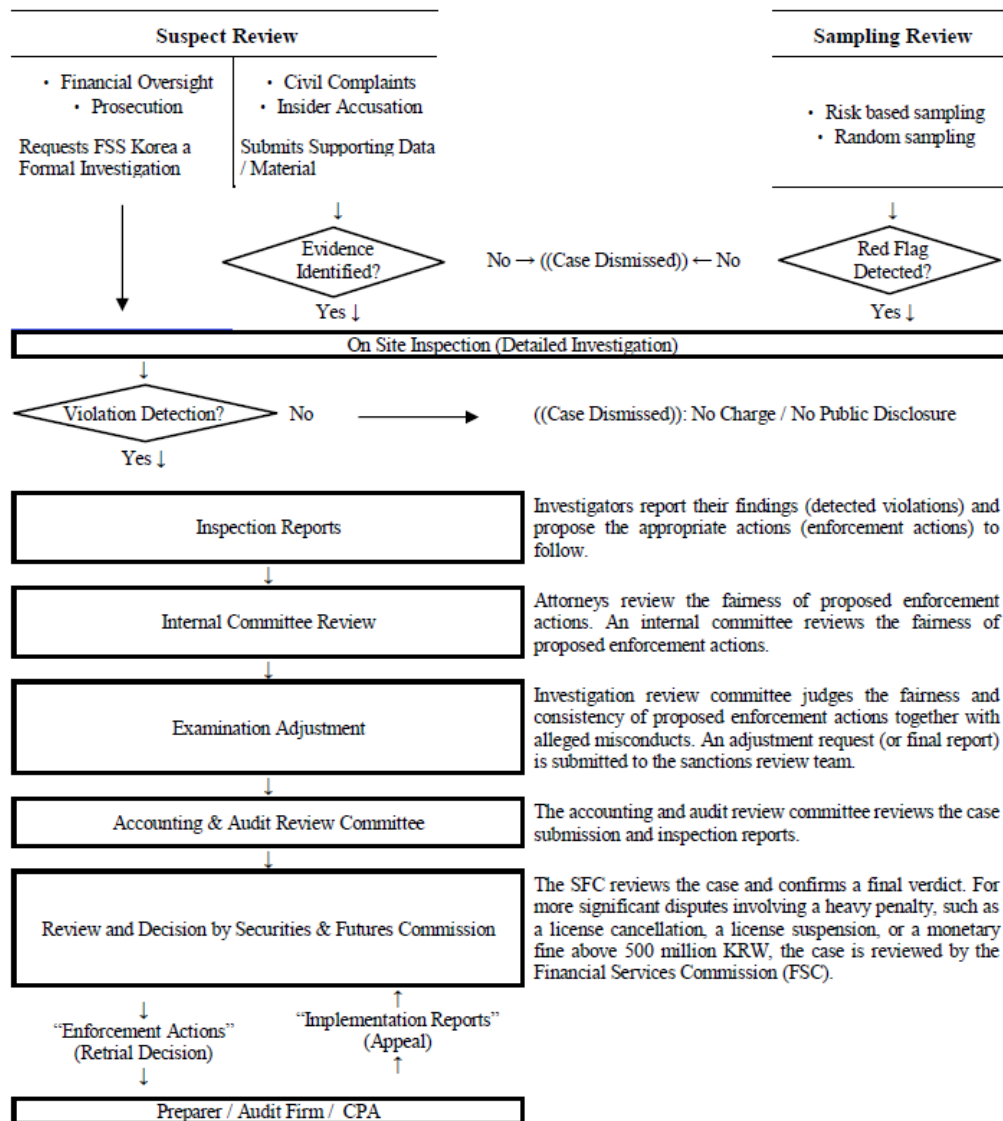 Suspect Review
Sampling Review
・ Financial Oversight
・ Prosecution
Requests FSS Korea a
Formal Investigation
・ Civil Complaints
・ Insider Accusation
Submits Supporting Data
/ Material
・ Risk based sampling
・ Random sampling
↓
↓
Evidence
Identified?
No → ((Case Dismissed)) ← No
Red Flag
Detected?
Yes ↓
Yes ↓
On Site Inspection (Detailed Investigation)
↓
Violation Detection?
No
((Case Dismissed)): No Charge / No Public Disclosure
Yes ↓
Inspection Reports
Investigators report their findings (detected violations) and
propose the appropriate actions (enforcement actions) to
follow.
↓
Internal Committee Review
Attorneys review the fairness of proposed enforcement
actions. An internal committee reviews the fairness of
proposed enforcement actions.
↓
Examination Adjustment
Investigation review committee judges the fairness and
consistency of proposed enforcement actions together with
alleged misconducts. An adjustment request (or final report)
is submitted to the sanctions review team.
↓
Accounting & Audit Review Committee
The accounting and audit review committee reviews the case
submission and inspection reports.
↓
Review and Decision by Securities & Futures Commission
The SFC reviews the case and confirms a final verdict. For
more significant disputes involving a heavy penalty, such as
a license cancellation, a license suspension, or a monetary
fine above 500 million KRW, the case is reviewed by the
Financial Services Commission (FSC).
↓
“Enforcement Actions”
(Retrial Decision)
↓
↑
“Implementation Reports”
(Appeal)
↑
Preparer / Audit Firm / CPA